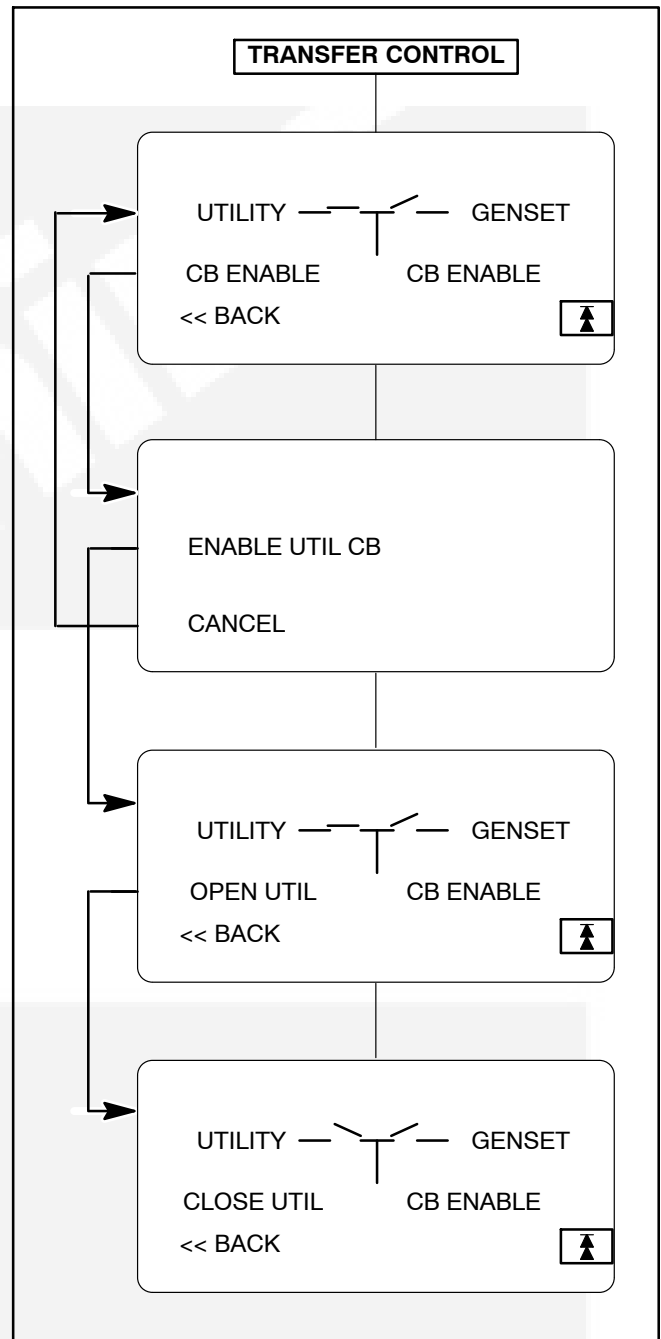 TRANSFER CONTROL
UTILITY GENSET
CB ENABLE CB ENABLE
<< BACK
ENABLE UTIL CB
CANCEL
UTILITY GENSET
OPEN UTIL CB ENABLE
<< BACK
UTILITY GENSET
CLOSE UTIL CB ENABLE
<< BACK